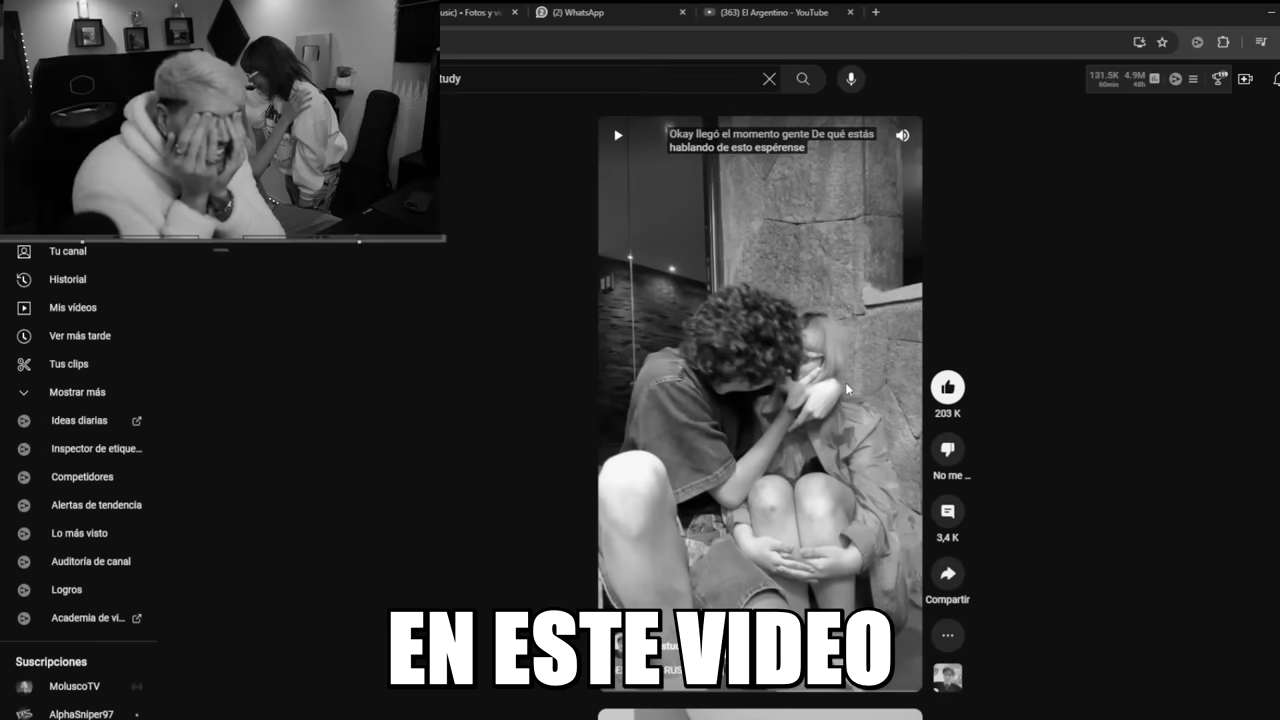 (2) WhatsApp
(363) El Argentino - YouTube
tudy
131.5K
60min
4.9M
48h
Okay llegó el momento gente De qué estás
hablando de esto espérense
Tu canal
Historial
Mis vídeos
Ver más tarde
Tus clips
Mostrar más
Ideas diarias
Inspector de etique...
Competidores
Alertas de tendencia
Lo más visto
Auditoría de canal
Logros
Academia de vi...
Suscripciones
MoluscoTV
AlphaSniper97
203 K
No me ...
3,4 K
Compartir
EN ESTE VIDEO